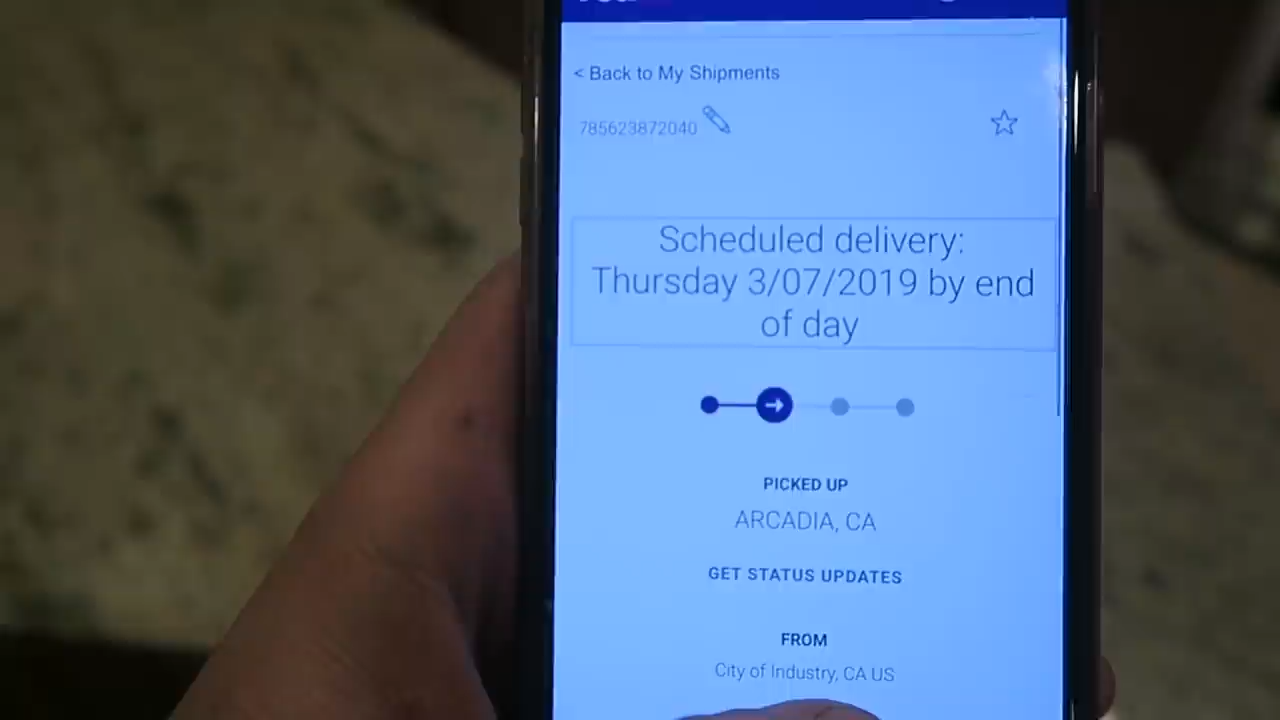 < Back to My Shipments
785623872040
Scheduled delivery:
Thursday 3/07/2019 by end
of day
PICKED UP
ARCADIA, CA
GET STATUS UPDATES
FROM
City of Industry, CA US